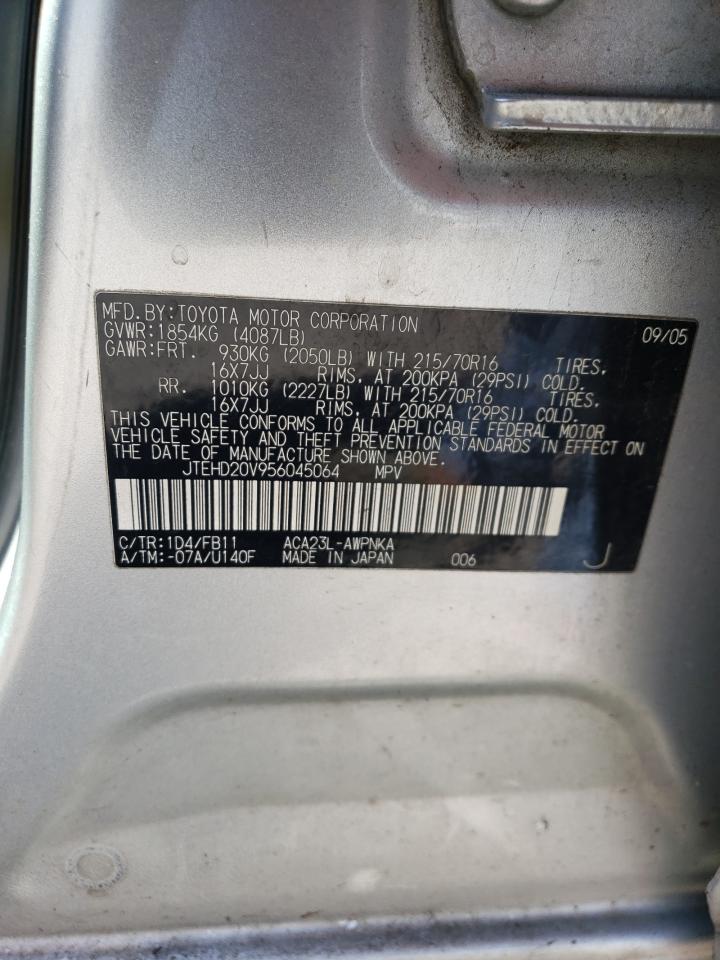 MFD.BY:TOYOTA MOTOR CORPORATION 09/05
GVWR:1854KG (4087LB)
GAWR:FRT. 930KG (2050LB) WITH 215/70R16 TIRES,
16X7JJ RIMS, AT 200KPA (29PSI) COLD.
RR. 1010KG (2227LB) WITH 215/70R16 TIRES,
16X7JJ RIMS, AT 200KPA (29PSI) COLD.
THIS VEHICLE CONFORMS TO ALL APPLICABLE FEDERAL MOTOR
VEHICLE SAFETY AND THEFT PREVENTION STANDARDS IN EFFECT ON
THE DATE OF MANUFACTURE SHOWN ABOVE.
JTEHD20V956045064 MPV
C/TR:1D4/FB11 ACA23L-AWPNKA
A/TM:-07A/U140F MADE IN JAPAN 006 J